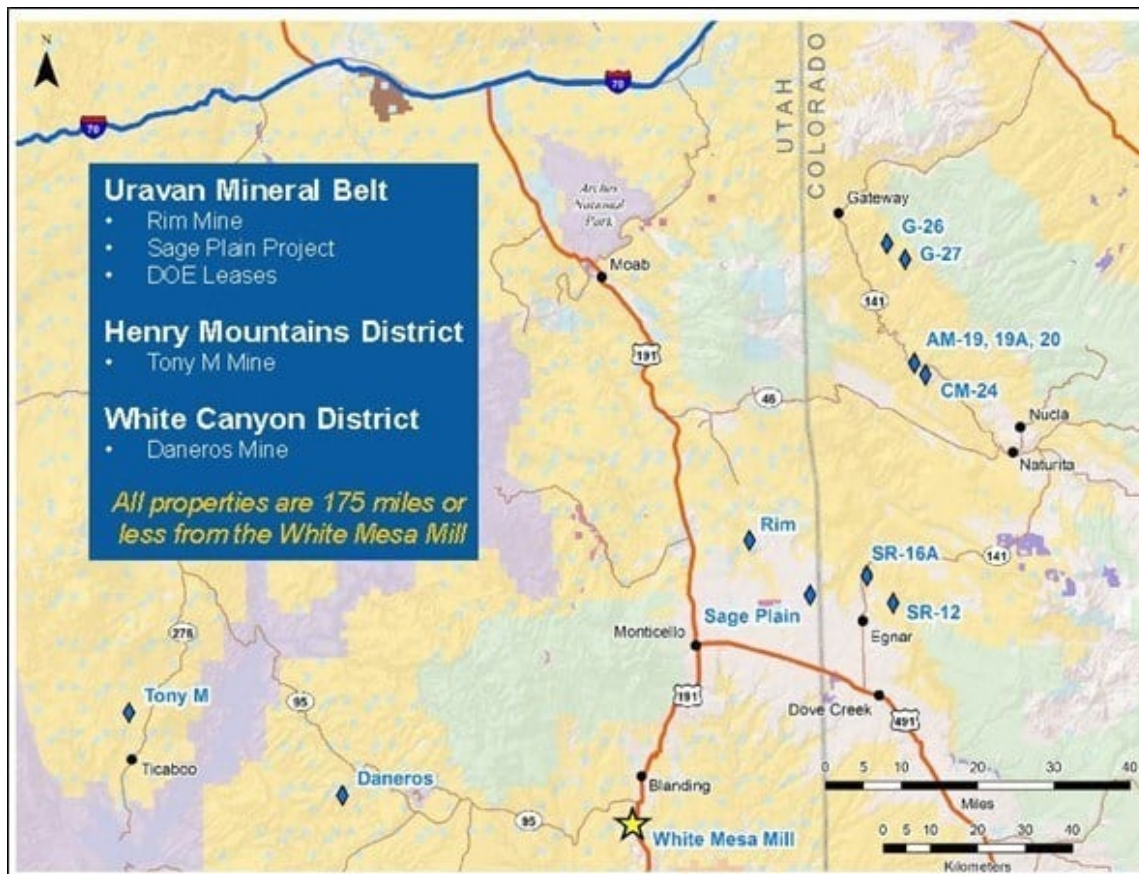 N
70
70
UTAH
COLORADO
Uravan Mineral Belt
• Rim Mine
• Sage Plain Project
• DOE Leases
Henry Mountains District
• Tony M Mine
White Canyon District
• Daneros Mine
All properties are 175 miles or
less from the White Mesa Mill
Arches
National
Park
Moab
Gateway
G-26
G-27
141
191
AM-19, 19A, 20
CM-24
46
Nucla
Naturita
Rim
SR-16A
141
Sage Plain
SR-12
Monticello
Egnar
276
95
191
Dove Creek
491
Tony M
Ticaboo
Daneros
Blanding
95
White Mesa Mill
0 5 10 20 30 40
Miles
0 5 10 20 30 40
Kilometers